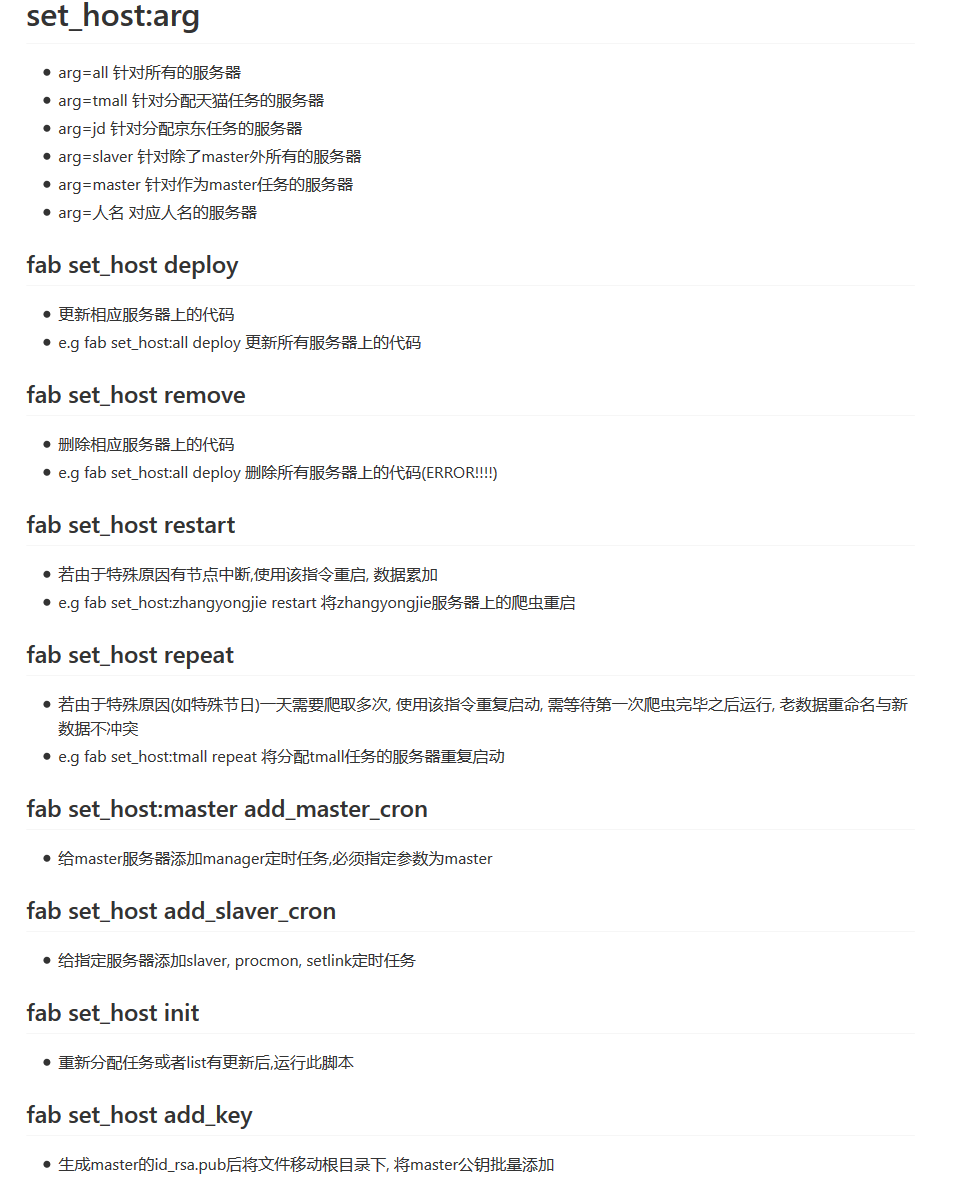 set_host:arg
arg=all 针对所有的服务器
arg=tmall 针对分配天猫任务的服务器
arg=jd 针对分配京东任务的服务器
arg=slaver 针对除了master外所有的服务器
arg=master 针对作为master任务的服务器
arg=人名 对应人名的服务器
fab set_host deploy
更新相应服务器上的代码
e.g fab set_host:all deploy 更新所有服务器上的代码
fab set_host remove
删除相应服务器上的代码
e.g fab set_host:all deploy 删除所有服务器上的代码(ERROR!!!!)
fab set_host restart
若由于特殊原因有节点中断,使用该指令重启, 数据累加
e.g fab set_host:zhangyongjie restart 将zhangyongjie服务器上的爬虫重启
fab set_host repeat
若由于特殊原因(如特殊节日)一天需要爬取多次, 使用该指令重复启动, 需等待第一次爬虫完毕之后运行, 老数据重命名与新
数据不冲突
e.g fab set_host:tmall repeat 将分配tmall任务的服务器重复启动
fab set_host:master add_master_cron
给master服务器添加manager定时任务,必须指定参数为master
fab set_host add_slaver_cron
给指定服务器添加slaver, procmon, setlink定时任务
fab set_host init
重新分配任务或者list有更新后,运行此脚本
fab set_host add_key
生成master的id_rsa.pub后将文件移动根目录下, 将master公钥批量添加